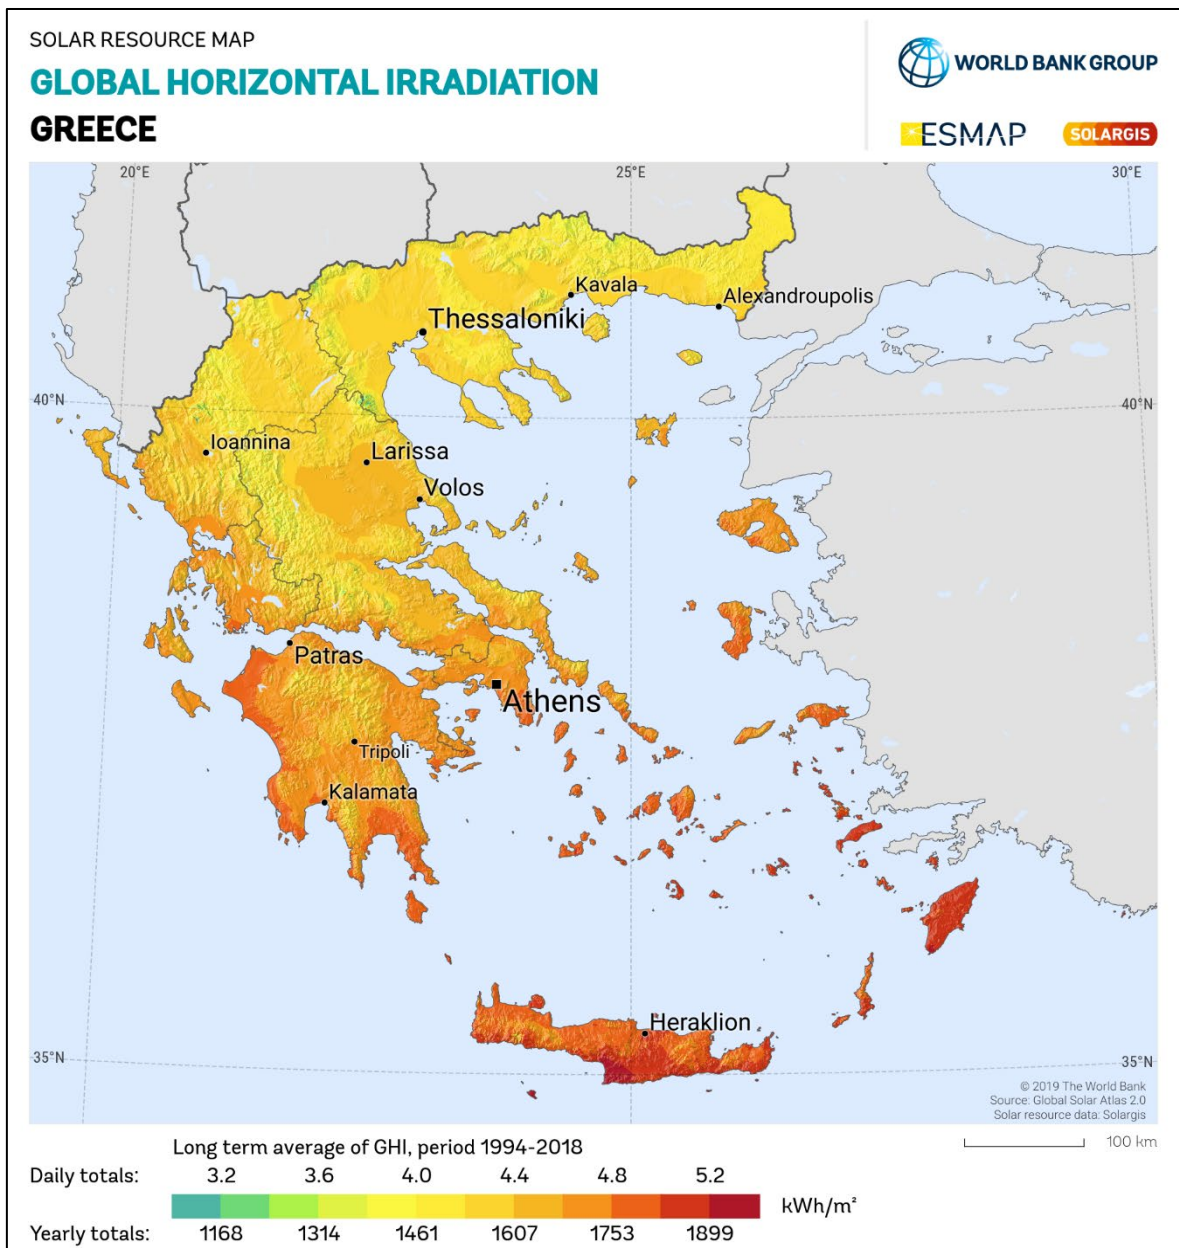 SOLAR RESOURCE MAP
GLOBAL HORIZONTAL IRRADIATION
GREECE
WORLD BANK GROUP
ESMAP
SOLARGIS
20°E 25°E 30°E
Kavala
Alexandroupolis
Thessaloniki
40°N 40°N
Ioannina
Larissa
Volos
Patras
Athens
Tripoli
Kalamata
Heraklion
35°N 35°N
© 2019 The World Bank
Source: Global Solar Atlas 2.0
Solar resource data: Solargis
100 km
Long term average of GHI, period 1994-2018
Daily totals: 3.2 3.6 4.0 4.4 4.8 5.2
kWh/m²
Yearly totals: 1168 1314 1461 1607 1753 1899